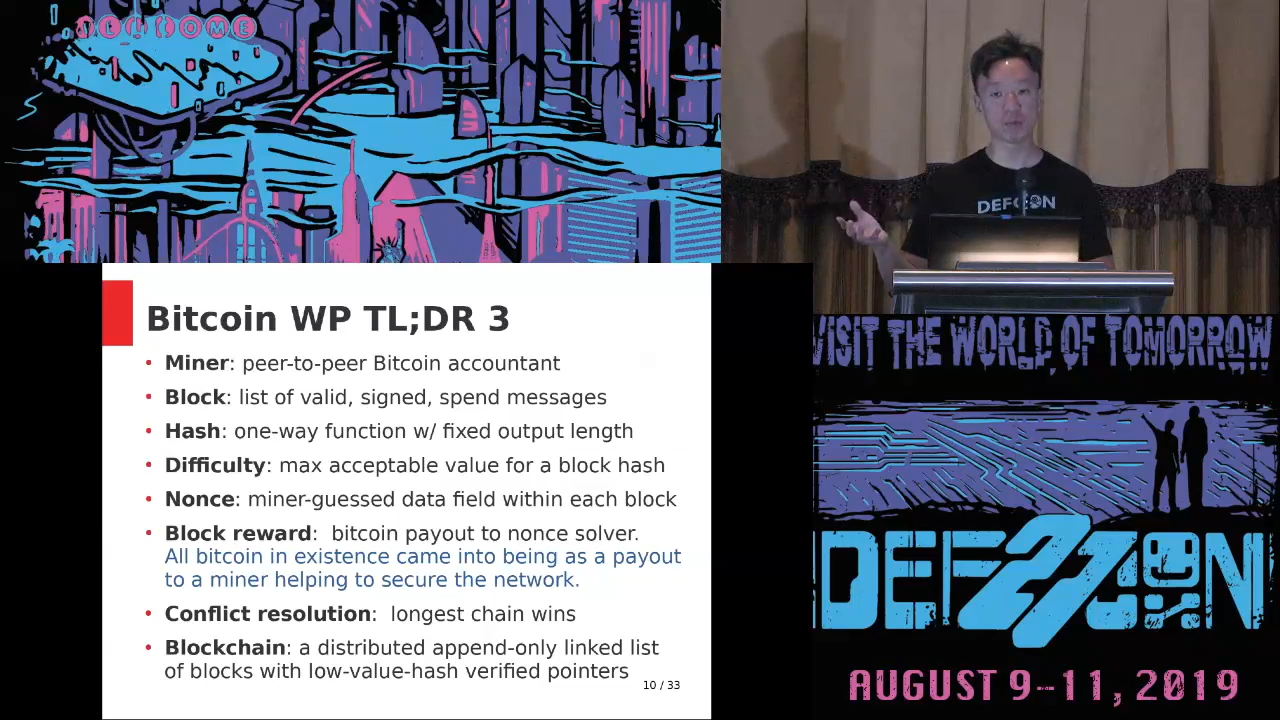 WELCOME
DEFCON
Bitcoin WP TL;DR 3
• Miner: peer-to-peer Bitcoin accountant
• Block: list of valid, signed, spend messages
• Hash: one-way function w/ fixed output length
• Difficulty: max acceptable value for a block hash
• Nonce: miner-guessed data field within each block
• Block reward: bitcoin payout to nonce solver.
All bitcoin in existence came into being as a payout
to a miner helping to secure the network.
• Conflict resolution: longest chain wins
• Blockchain: a distributed append-only linked list
of blocks with low-value-hash verified pointers
10 / 33
VISIT THE WORLD OF TOMORROW
DEF27CON
AUGUST 9-11, 2019